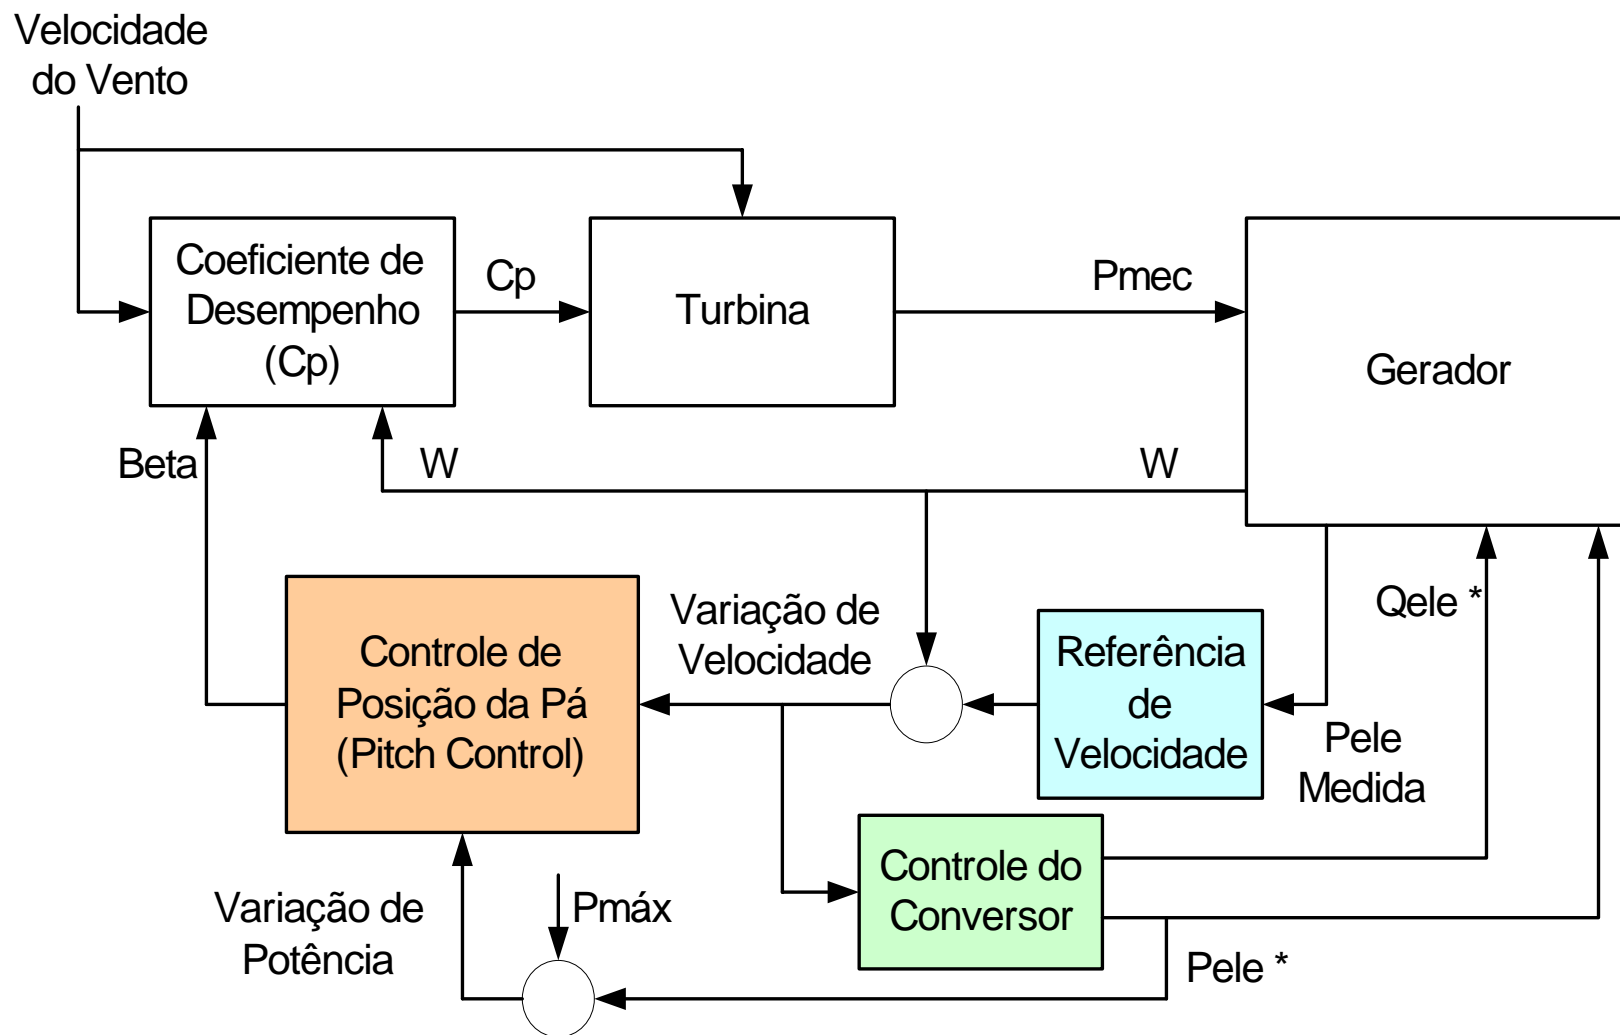 Velocidade
do Vento
Coeficiente de
Desempenho
(Cp)
Cp
Turbina
Pmec
Gerador
Beta
W
W
Qele *
Variação de
Velocidade
Controle de
Posição da Pá
(Pitch Control)
Referência
de
Velocidade
Pele
Medida
Controle do
Conversor
Variação de
Potência
Pmáx
Pele *